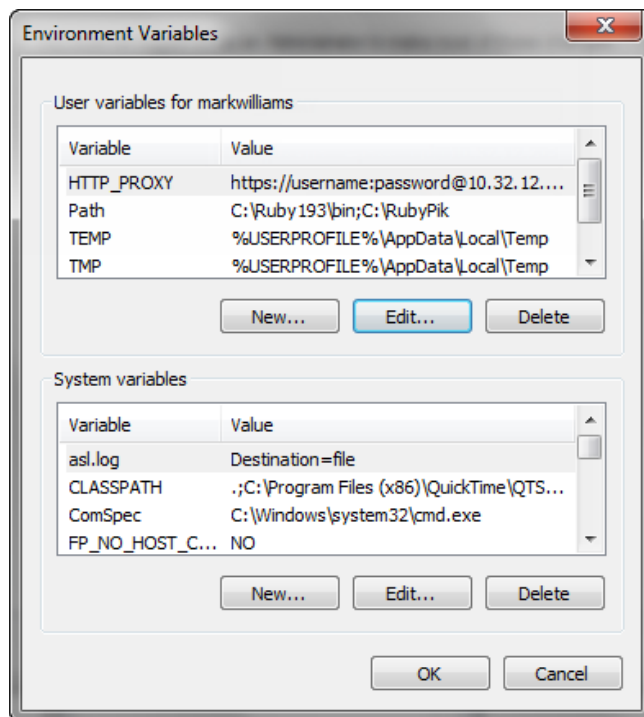 Environment Variables
User variables for markwilliams
Variable Value
HTTP_PROXY https://username:password@10.32.12....
Path C:\Ruby193\bin;C:\RubyPik
TEMP %USERPROFILE%\AppData\Local\Temp
TMP %USERPROFILE%\AppData\Local\Temp
New... Edit... Delete
System variables
Variable Value
asl.log Destination=file
CLASSPATH .;C:\Program Files (x86)\QuickTime\QTS...
ComSpec C:\Windows\system32\cmd.exe
FP_NO_HOST_C... NO
New... Edit... Delete
OK Cancel